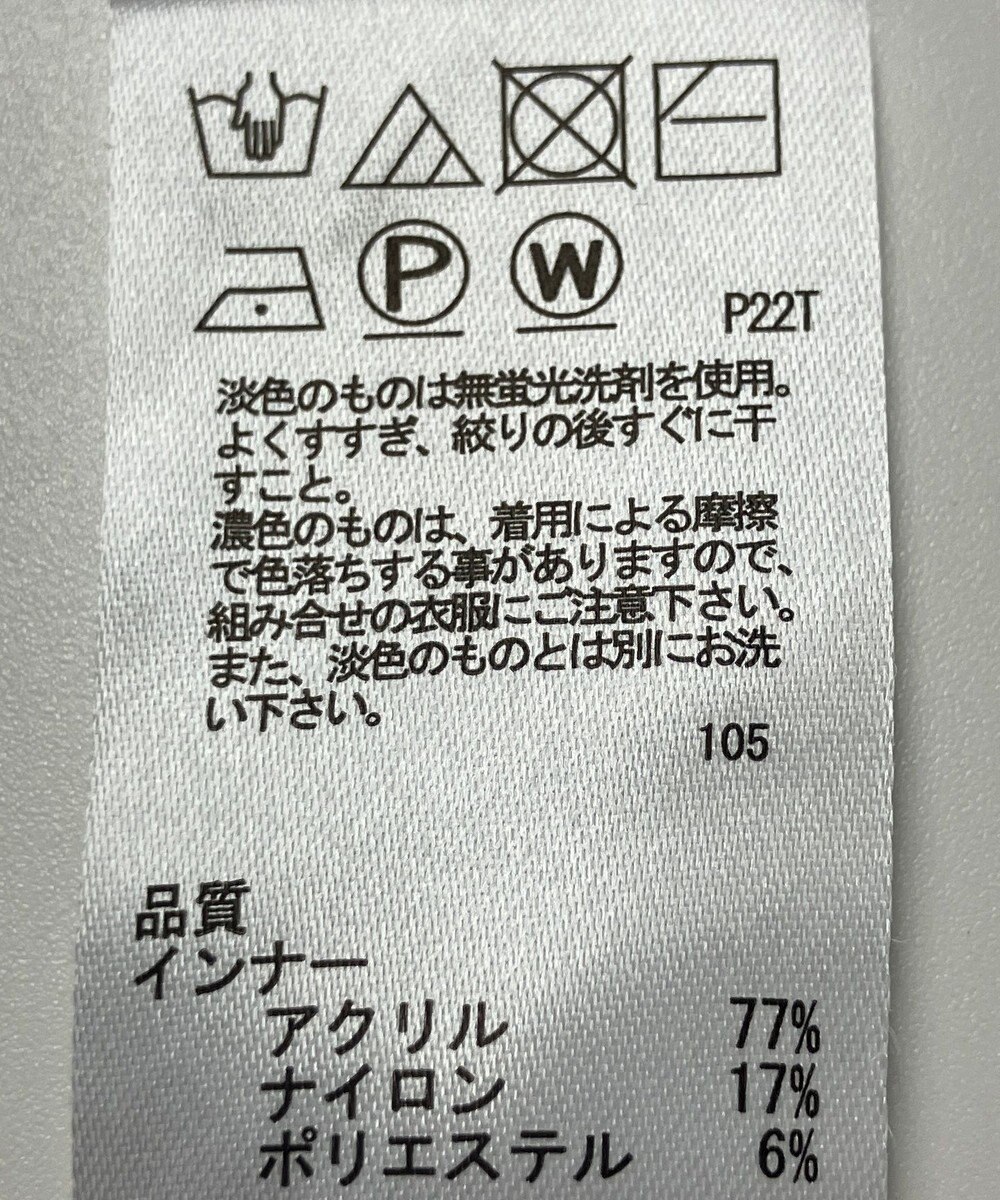 P W P22T
淡色のものは無蛍光洗剤を使用。
よくすすぎ、絞りの後すぐに干
すこと。
濃色のものは、着用による摩擦
で色落ちする事がありますので、
組み合せの衣服にご注意下さい。
また、淡色のものとは別にお洗
い下さい。
105
品質
インナー
アクリル 77%
ナイロン 17%
ポリエステル 6%